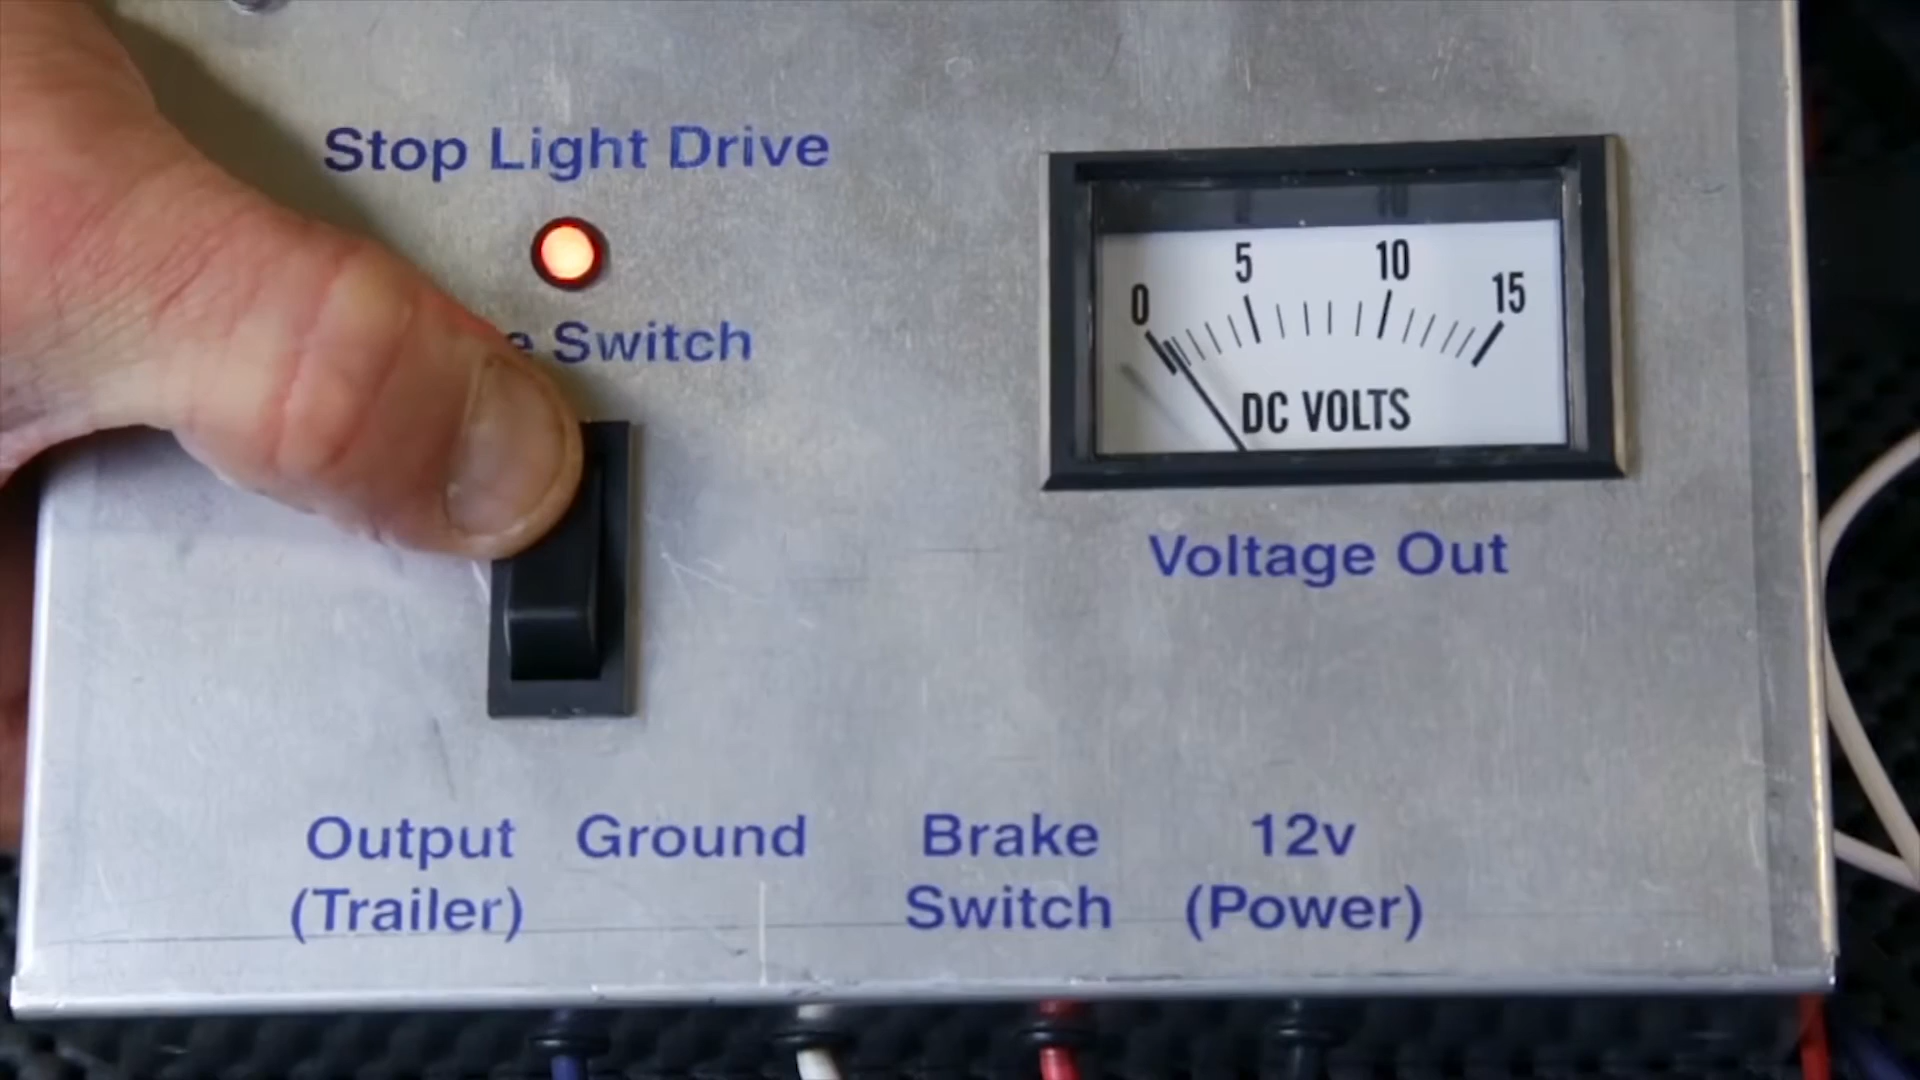 Stop Light Drive
e Switch
0 5 10 15
DC VOLTS
Voltage Out
Output Ground Brake 12v
(Trailer) Switch (Power)